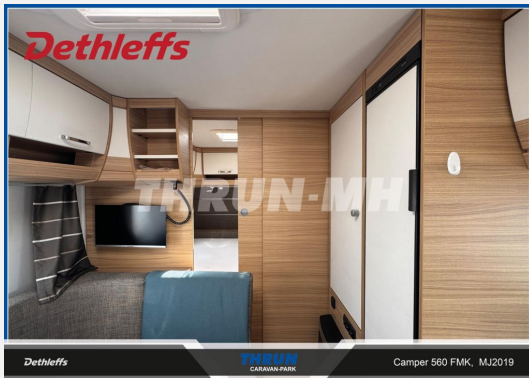 Dethleffs
THRUN-MH
Dethleffs
THRUN
CARAVAN-PARK
Camper 560 FMK, MJ2019